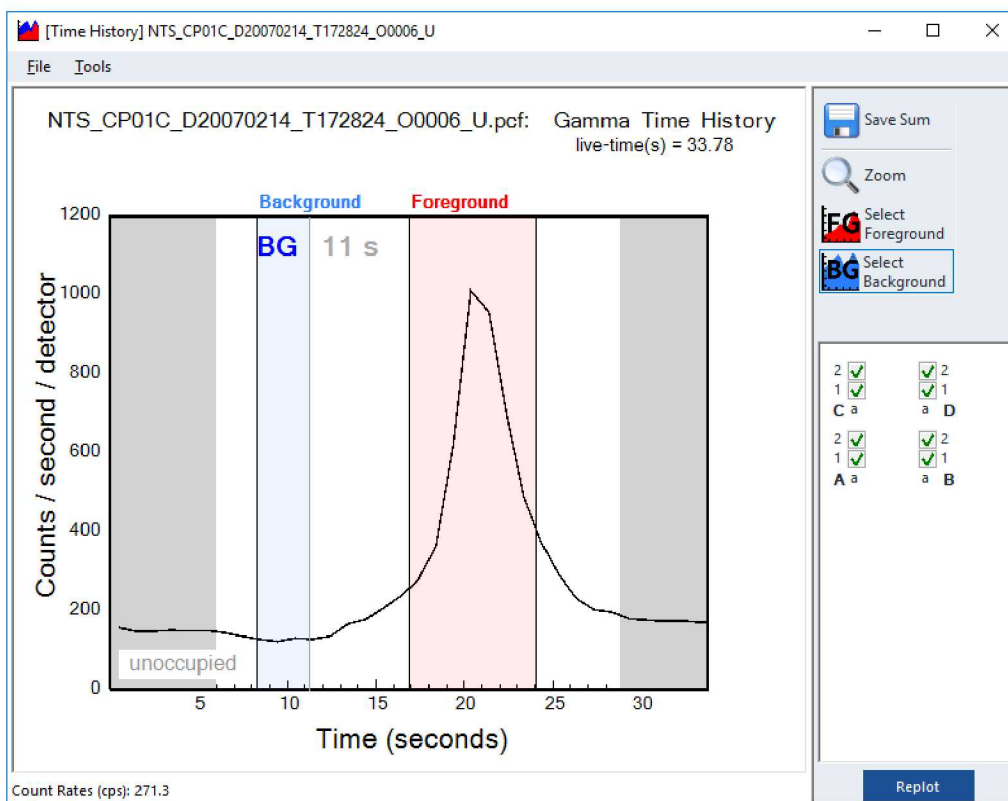 [Time History] NTS_CP01C_D20070214_T172824_O0006_U
File Tools
NTS_CP01C_D20070214_T172824_O0006_U.pcf: Gamma Time History
live-time(s) = 33.78
Background Foreground
BG 11 s
1200
1000
800
600
400
200
0
Counts / second / detector
unoccupied
5 10 15 20 25 30
Time (seconds)
Count Rates (cps): 271.3
Save Sum
Zoom
FG Select
Foreground
BG Select
Background
2 2
1 1
C a a D
2 2
1 1
A a a B
Replot